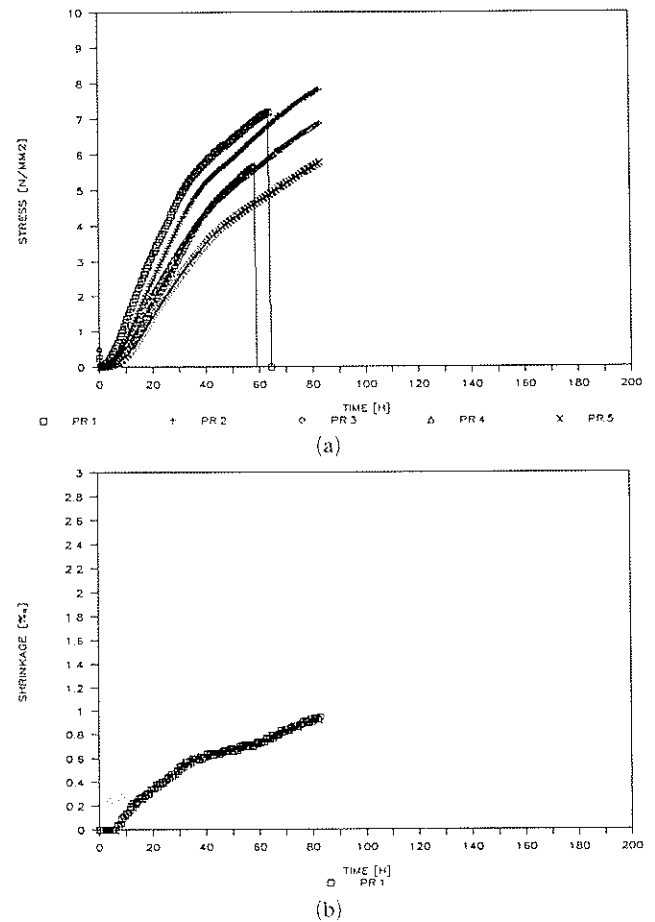 10
9
8
7
6
5
4
3
2
1
0
STRESS [N/MM2]
0 20 40 60 80 100 120 140 160 180 200
TIME [H]
PR 1 PR 2 PR 3 PR 4 PR 5
(a)
3
2 8
2 6
2 4
2 2
2
1 8
1 6
1 4
1 2
1
0 8
0 6
0 4
0 2
0
SHRINKAGE [‰]
0 20 40 60 80 100 120 140 160 180 200
TIME [H]
PR 1
(b)